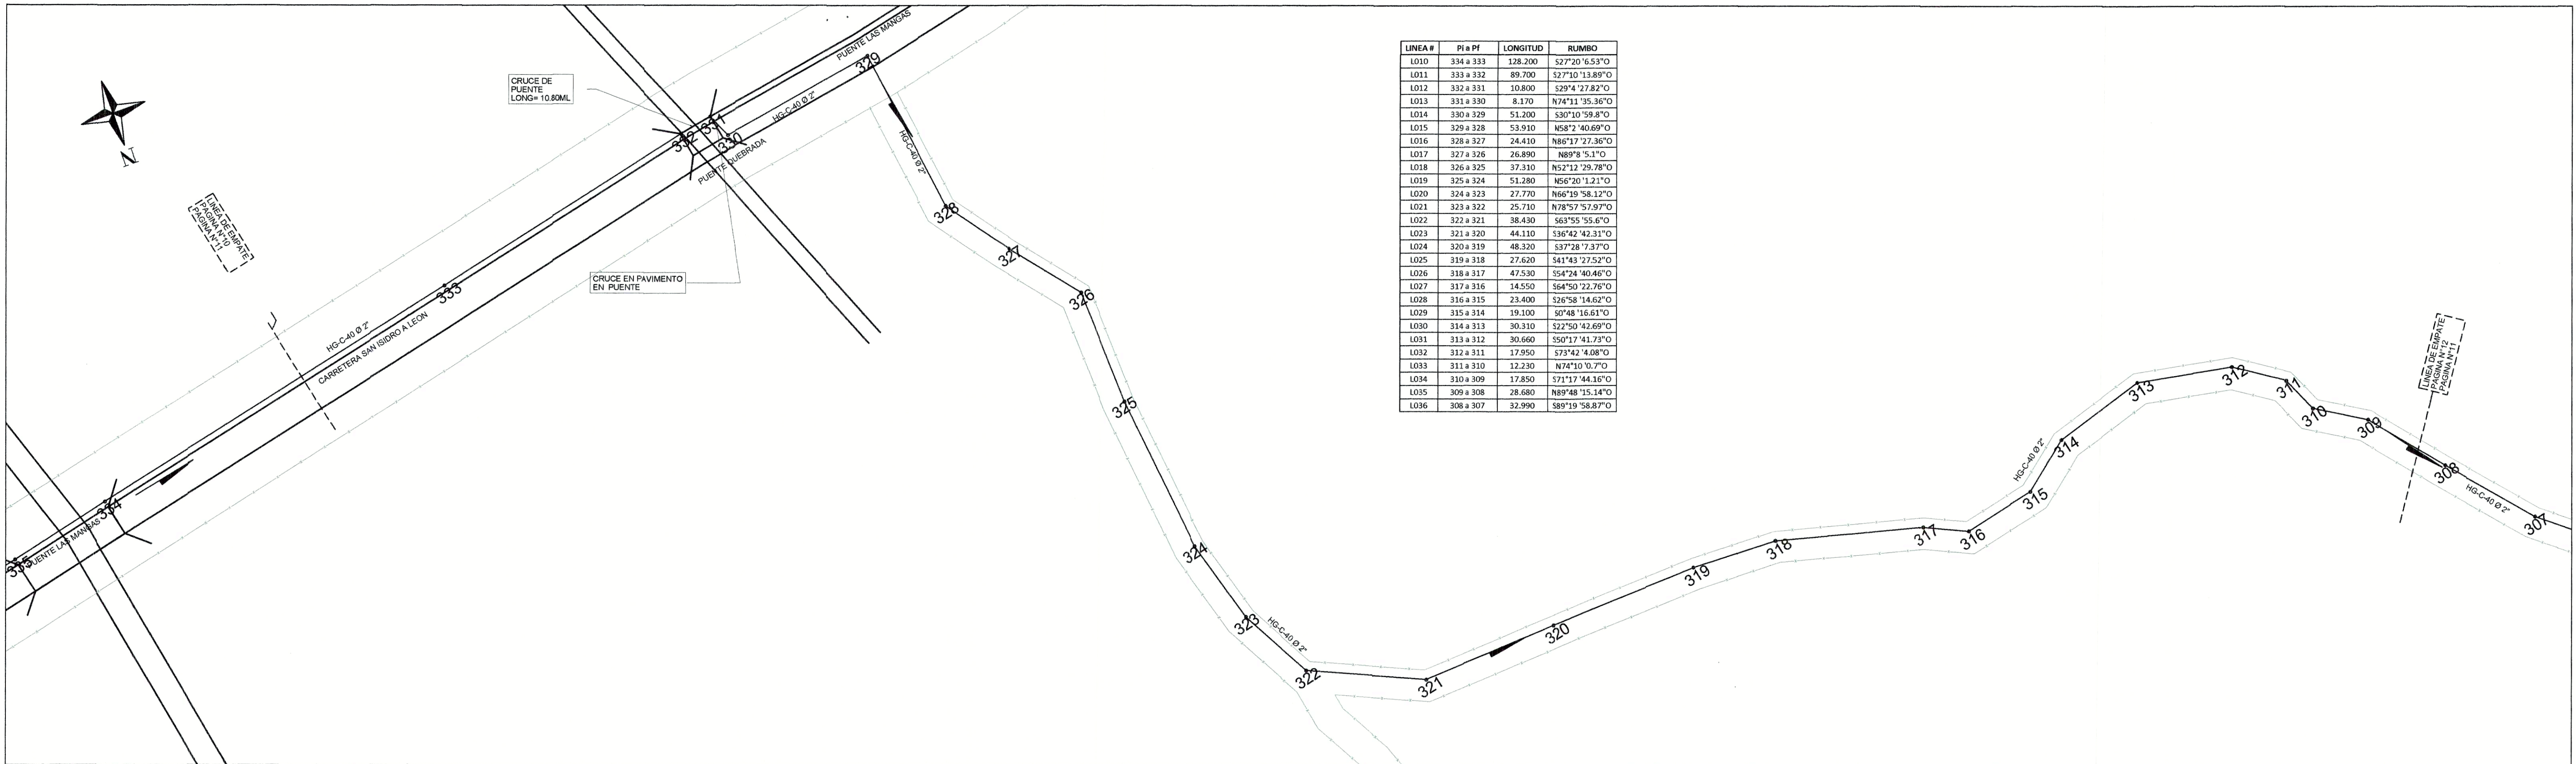 PUENTE LAS MANGAS
329
CRUCE DE
PUENTE
LONG= 10.80ML
HG-C-40 Ø 2"
331
332
330
PUENTE QUEBRADA
HG-C-40 Ø 2"
N
LINEA DE EMPATE
PAGINA N°10
PAGINA N°11
328
327
CRUCE EN PAVIMENTO
EN PUENTE
326
333
HG-C-40 Ø 2"
CARRETERA SAN ISIDRO A LEON
325
334
PUENTE LAS MANGAS
335
324
323
HG-C-40 Ø 2"
322
321
320
319
318
317
316
315
314
HG-C-40 Ø 2"
313
312
311
310
309
308
HG-C-40 Ø 2"
307
LINEA DE EMPATE
PAGINA N°12
PAGINA N°11
LINEA # Pi a Pf LONGITUD RUMBO
L010 334 a 333 128.200 S27°20 '6.53"O
L011 333 a 332 89.700 S27°10 '13.89"O
L012 332 a 331 10.800 S29°4 '27.82"O
L013 331 a 330 8.170 N74°11 '35.36"O
L014 330 a 329 51.200 S30°10 '59.8"O
L015 329 a 328 53.910 N58°2 '40.69"O
L016 328 a 327 24.410 N86°17 '27.36"O
L017 327 a 326 26.890 N89°8 '5.1"O
L018 326 a 325 37.310 N52°12 '29.78"O
L019 325 a 324 51.280 N56°20 '1.21"O
L020 324 a 323 27.770 N66°19 '58.12"O
L021 323 a 322 25.710 N78°57 '57.97"O
L022 322 a 321 38.430 S63°55 '55.6"O
L023 321 a 320 44.110 S36°42 '42.31"O
L024 320 a 319 48.320 S37°28 '7.37"O
L025 319 a 318 27.620 S41°43 '27.52"O
L026 318 a 317 47.530 S54°24 '40.46"O
L027 317 a 316 14.550 S64°50 '22.76"O
L028 316 a 315 23.400 S26°58 '14.62"O
L029 315 a 314 19.100 S0°48 '16.61"O
L030 314 a 313 30.310 S22°50 '42.69"O
L031 313 a 312 30.660 S50°17 '41.73"O
L032 312 a 311 17.950 S73°42 '4.08"O
L033 311 a 310 12.230 N74°10 '0.7"O
L034 310 a 309 17.850 S71°17 '44.16"O
L035 309 a 308 28.680 N89°48 '15.14"O
L036 308 a 307 32.990 S89°19 '58.87"O